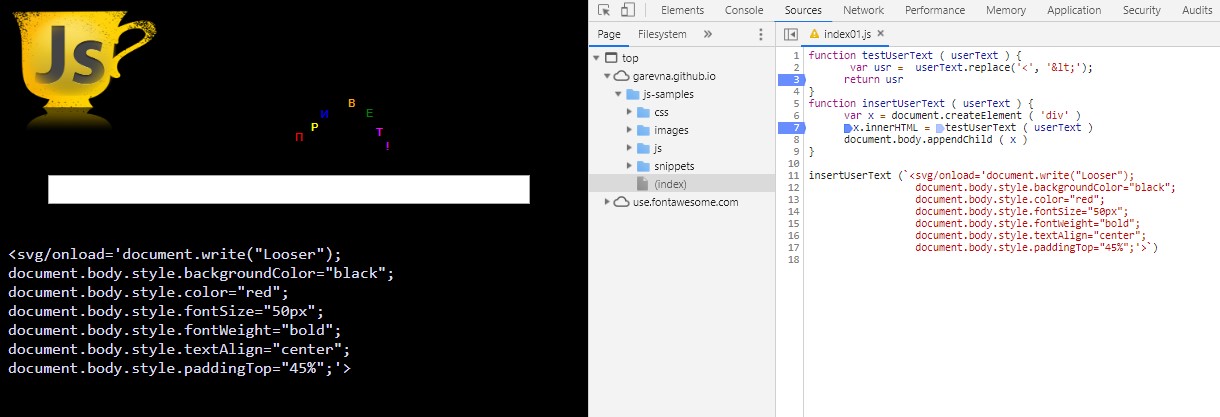 Js
ПРИВЕТ!
<svg/onload='document.write("Looser");
document.body.style.backgroundColor="black";
document.body.style.color="red";
document.body.style.fontSize="50px";
document.body.style.fontWeight="bold";
document.body.style.textAlign="center";
document.body.style.paddingTop="45%";'>
Elements Console Sources Network Performance Memory Application Security Audits
Page Filesystem »
top
garevna.github.io
js-samples
css
images
js
snippets
(index)
use.fontawesome.com
index01.js ×
1 function testUserText ( userText ) {
2 var usr = userText.replace('<', '&lt;');
3 return usr
4 }
5 function insertUserText ( userText ) {
6 var x = document.createElement ( 'div' )
7 x.innerHTML = testUserText ( userText )
8 document.body.appendChild ( x )
9 }
10
11 insertUserText (`<svg/onload='document.write("Looser");
12 document.body.style.backgroundColor="black";
13 document.body.style.color="red";
14 document.body.style.fontSize="50px";
15 document.body.style.fontWeight="bold";
16 document.body.style.textAlign="center";
17 document.body.style.paddingTop="45%";'>`)
18